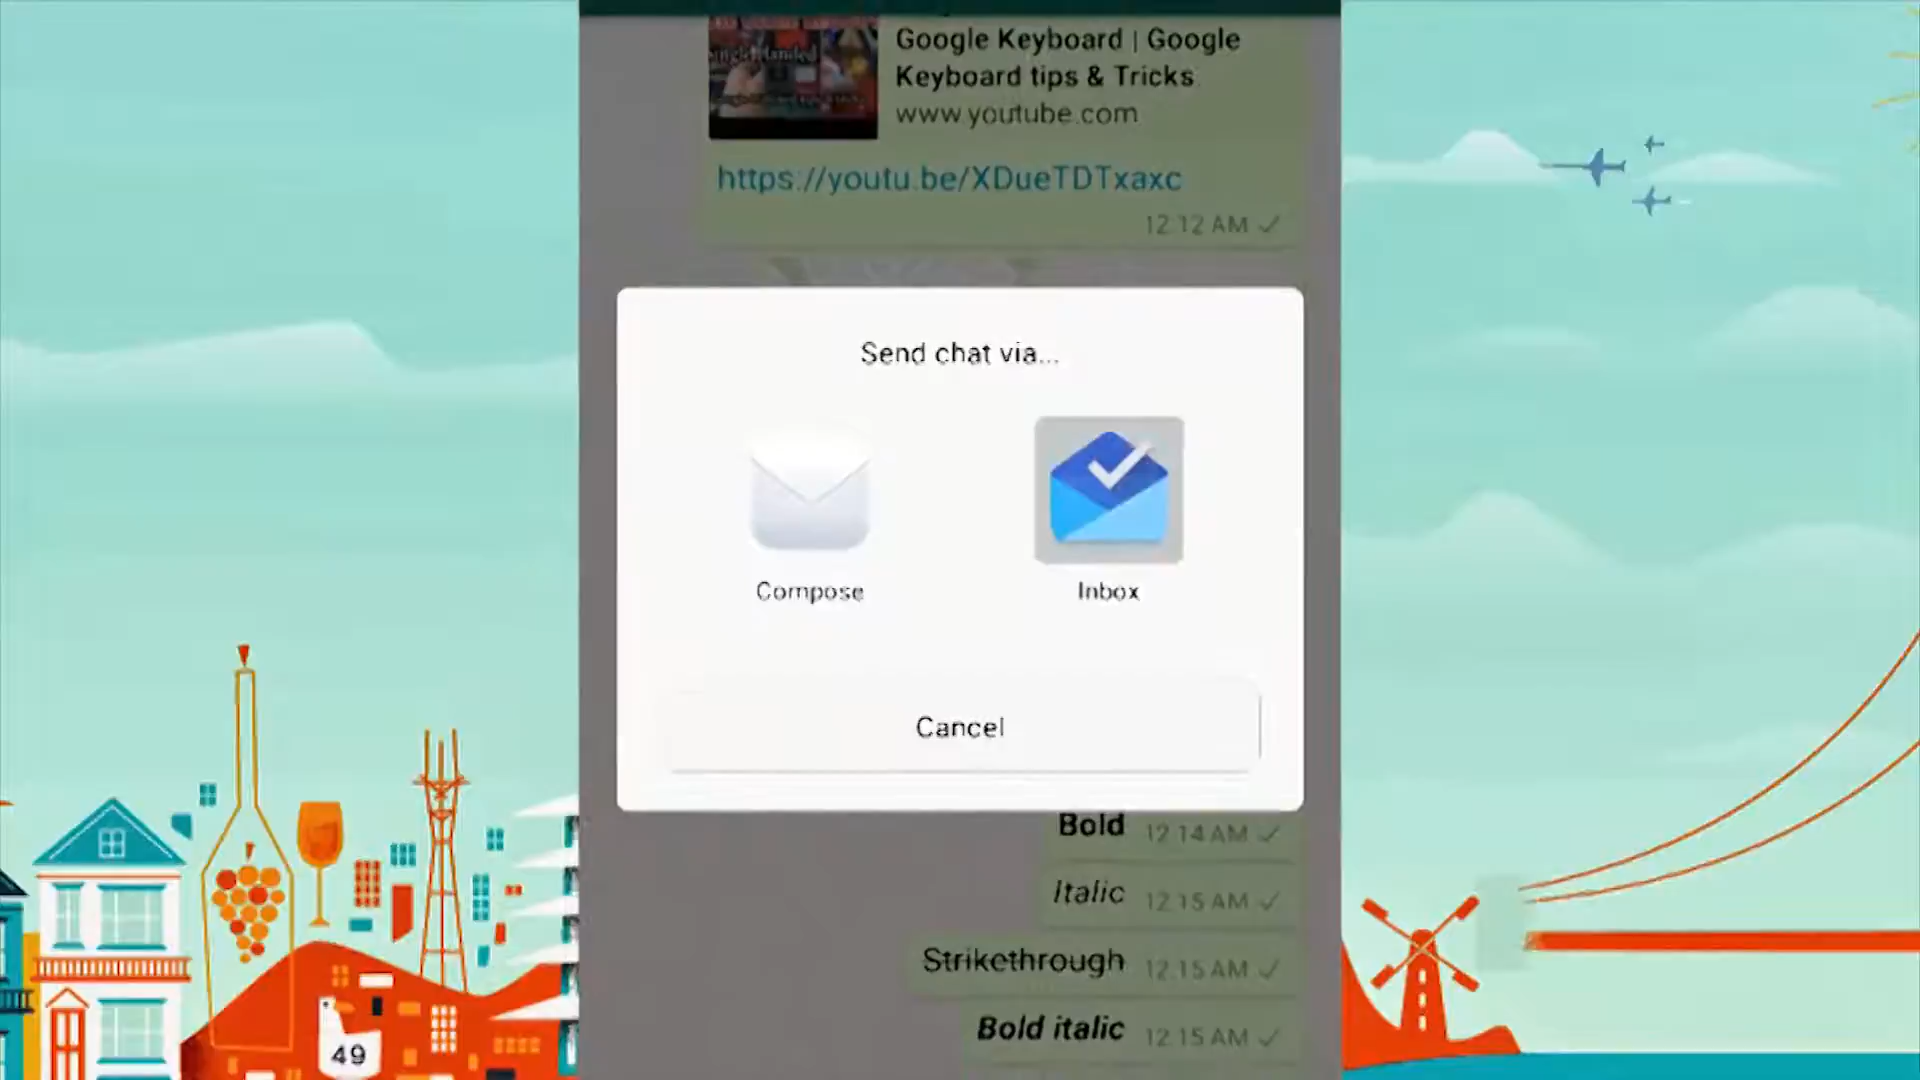 Google Keyboard | Google
Keyboard tips & Tricks
www.youtube.com
https://youtu.be/XDueTDTxaxc
12:12 AM
Send chat via...
Compose
Inbox
Cancel
Bold 12:14 AM
Italic 12:15 AM
Strikethrough 12:15 AM
Bold italic 12:15 AM
49